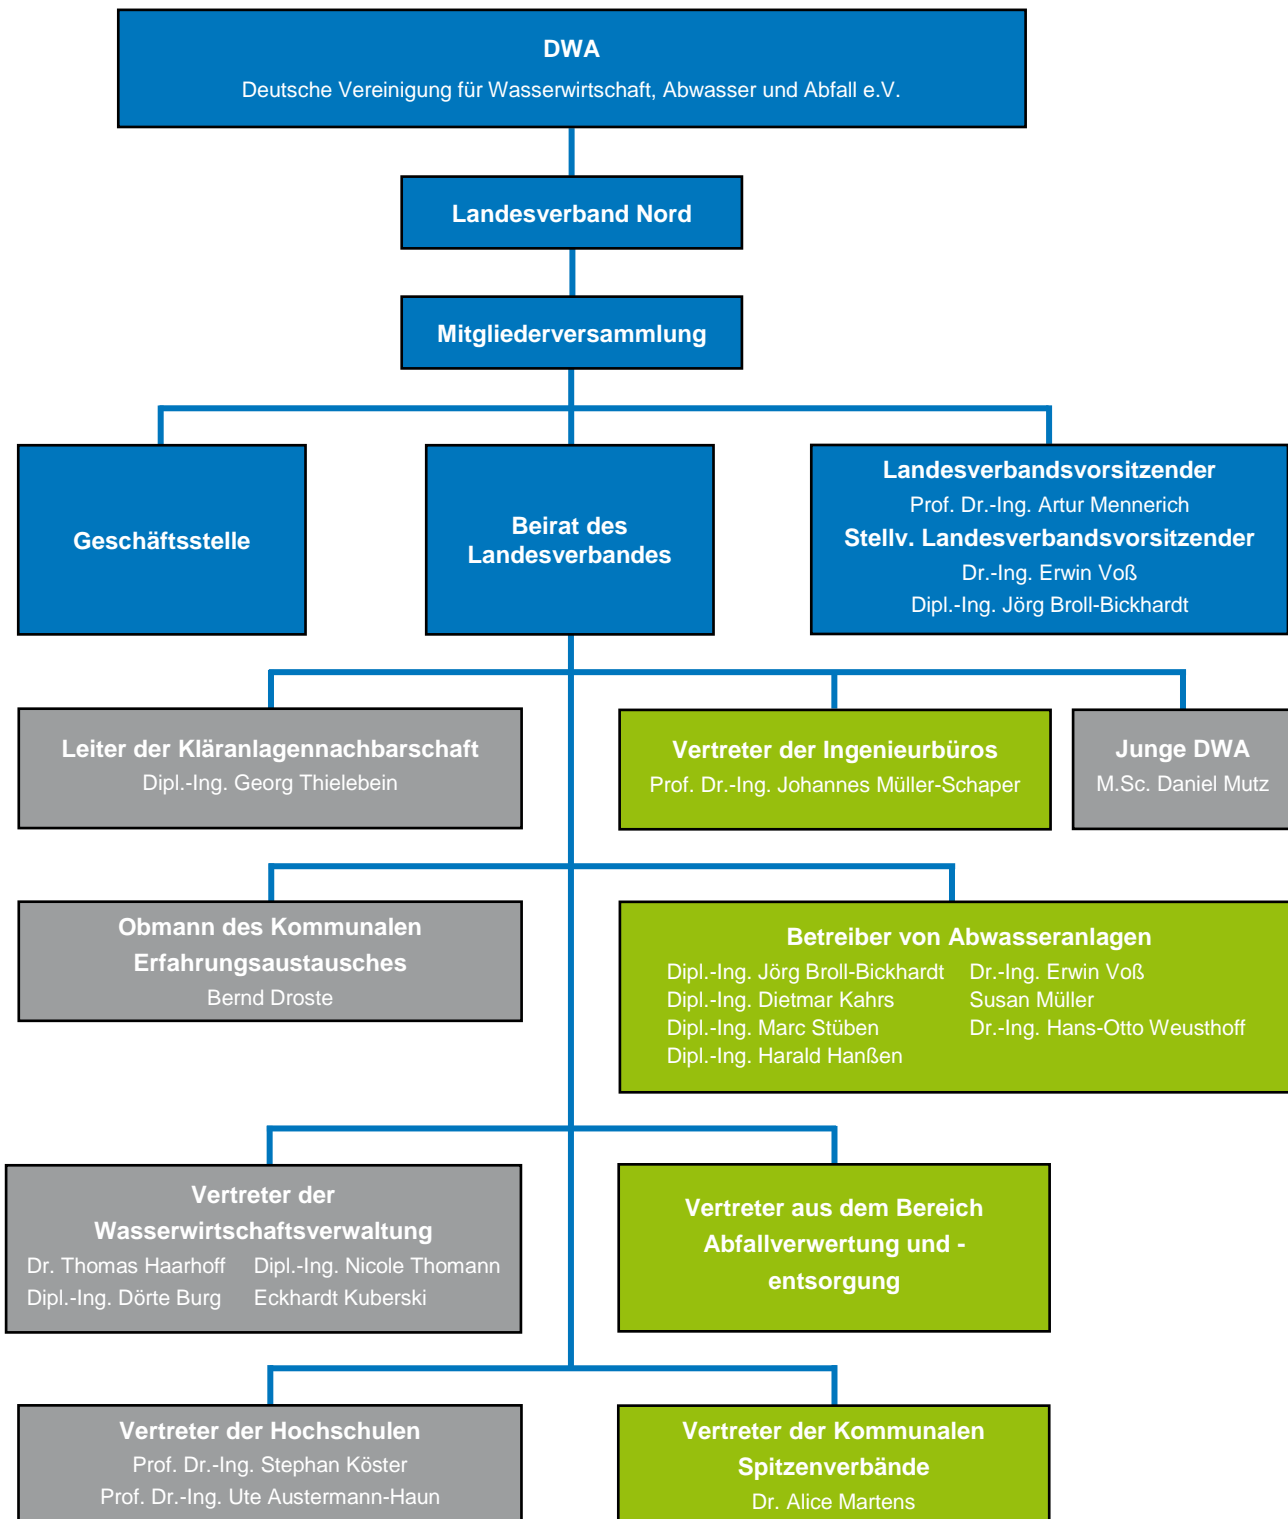 DWA
Deutsche Vereinigung für Wasserwirtschaft, Abwasser und Abfall e.V.
Landesverband Nord
Mitgliederversammlung
Geschäftsstelle
Beirat des
Landesverbandes
Landesverbandsvorsitzender
Prof. Dr.-Ing. Artur Mennerich
Stellv. Landesverbandsvorsitzender
Dr.-Ing. Erwin Voß
Dipl.-Ing. Jörg Broll-Bickhardt
Leiter der Kläranlagennachbarschaft
Dipl.-Ing. Georg Thielebein
Vertreter der Ingenieurbüros
Prof. Dr.-Ing. Johannes Müller-Schaper
Junge DWA
M.Sc. Daniel Mutz
Obmann des Kommunalen
Erfahrungsaustausches
Bernd Droste
Betreiber von Abwasseranlagen
Dipl.-Ing. Jörg Broll-Bickhardt
Dipl.-Ing. Dietmar Kahrs
Dipl.-Ing. Marc Stüben
Dipl.-Ing. Harald Hanßen
Dr.-Ing. Erwin Voß
Susan Müller
Dr.-Ing. Hans-Otto Weusthoff
Vertreter der
Wasserwirtschaftsverwaltung
Dr. Thomas Haarhoff
Dipl.-Ing. Dörte Burg
Dipl.-Ing. Nicole Thomann
Eckhardt Kuberski
Vertreter aus dem Bereich
Abfallverwertung und -
entsorgung
Vertreter der Hochschulen
Prof. Dr.-Ing. Stephan Köster
Prof. Dr.-Ing. Ute Austermann-Haun
Vertreter der Kommunalen
Spitzenverbände
Dr. Alice Martens